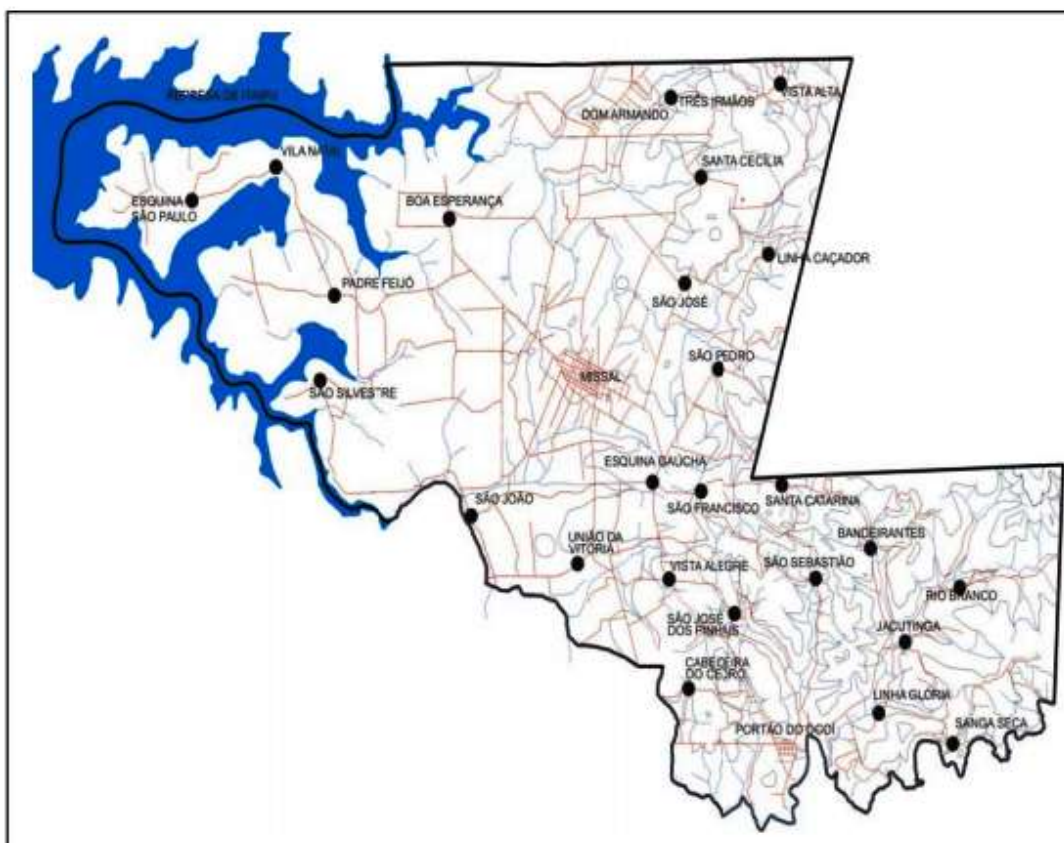 REPRESA DE ITAIPU
VISTA ALTA
TRÊS IRMÃOS
DOM ARMANDO
VILA NATAL
SANTA CECÍLIA
ESQUINA
SÃO PAULO
BOA ESPERANÇA
LINHA CAÇADOR
PADRE FEIJÓ
SÃO JOSÉ
SÃO PEDRO
MISSAL
SÃO SILVESTRE
ESQUINA GAÚCHA
SÃO JOÃO
SÃO FRANCISCO
SANTA CATARINA
UNIÃO DA
VITÓRIA
BANDEIRANTES
VISTA ALEGRE
SÃO SEBASTIÃO
RIO BRANCO
SÃO JOSÉ
DOS PINHUS
JACUTINGA
CABECEIRA
DO
LINHA GLÓRIA
PORTÃO DO OCOÍ
SANGA SECA